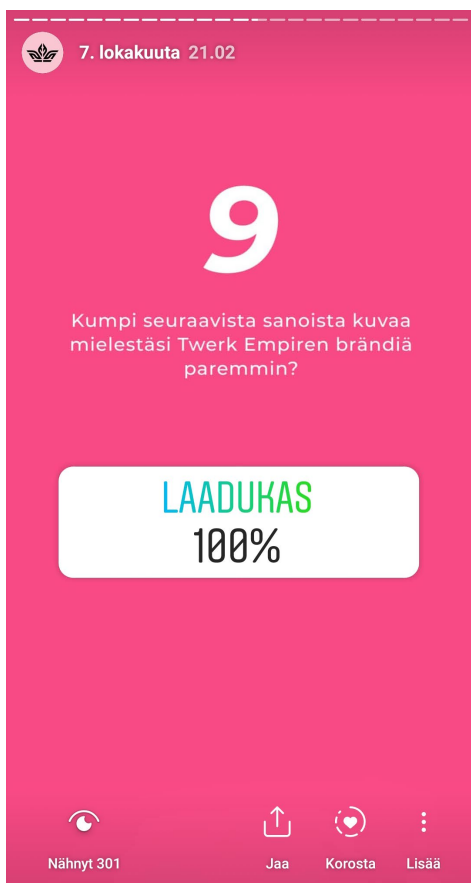 7. lokakuuta 21.02
9
Kumpi seuraavista sanoista kuvaa
mielestäsi Twerk Empiren brändiä
paremmin?
LAADUKAS
100%
Nähnyt 301
Jaa
Korosta
Lisää